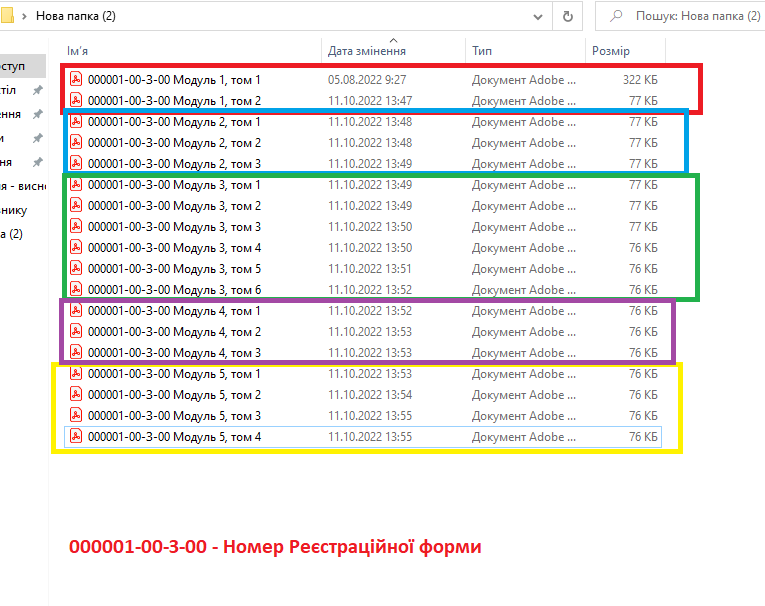 Нова папка (2)
Пошук: Нова папка (2)
Ім'я Дата змінення Тип Розмір
оступ
тіл
ення
и
ня
я - висно
нику
а (2)
000001-00-3-00 Модуль 1, том 1 05.08.2022 9:27 Документ Adobe ... 322 КБ
000001-00-3-00 Модуль 1, том 2 11.10.2022 13:47 Документ Adobe ... 77 КБ
000001-00-3-00 Модуль 2, том 1 11.10.2022 13:48 Документ Adobe ... 77 КБ
000001-00-3-00 Модуль 2, том 2 11.10.2022 13:48 Документ Adobe ... 77 КБ
000001-00-3-00 Модуль 2, том 3 11.10.2022 13:49 Документ Adobe ... 77 КБ
000001-00-3-00 Модуль 3, том 1 11.10.2022 13:49 Документ Adobe ... 77 КБ
000001-00-3-00 Модуль 3, том 2 11.10.2022 13:49 Документ Adobe ... 77 КБ
000001-00-3-00 Модуль 3, том 3 11.10.2022 13:50 Документ Adobe ... 77 КБ
000001-00-3-00 Модуль 3, том 4 11.10.2022 13:50 Документ Adobe ... 76 КБ
000001-00-3-00 Модуль 3, том 5 11.10.2022 13:51 Документ Adobe ... 76 КБ
000001-00-3-00 Модуль 3, том 6 11.10.2022 13:52 Документ Adobe ... 76 КБ
000001-00-3-00 Модуль 4, том 1 11.10.2022 13:52 Документ Adobe ... 76 КБ
000001-00-3-00 Модуль 4, том 2 11.10.2022 13:53 Документ Adobe ... 76 КБ
000001-00-3-00 Модуль 4, том 3 11.10.2022 13:53 Документ Adobe ... 76 КБ
000001-00-3-00 Модуль 5, том 1 11.10.2022 13:53 Документ Adobe ... 76 КБ
000001-00-3-00 Модуль 5, том 2 11.10.2022 13:54 Документ Adobe ... 76 КБ
000001-00-3-00 Модуль 5, том 3 11.10.2022 13:55 Документ Adobe ... 76 КБ
000001-00-3-00 Модуль 5, том 4 11.10.2022 13:55 Документ Adobe ... 76 КБ
000001-00-3-00 - Номер Реєстраційної форми